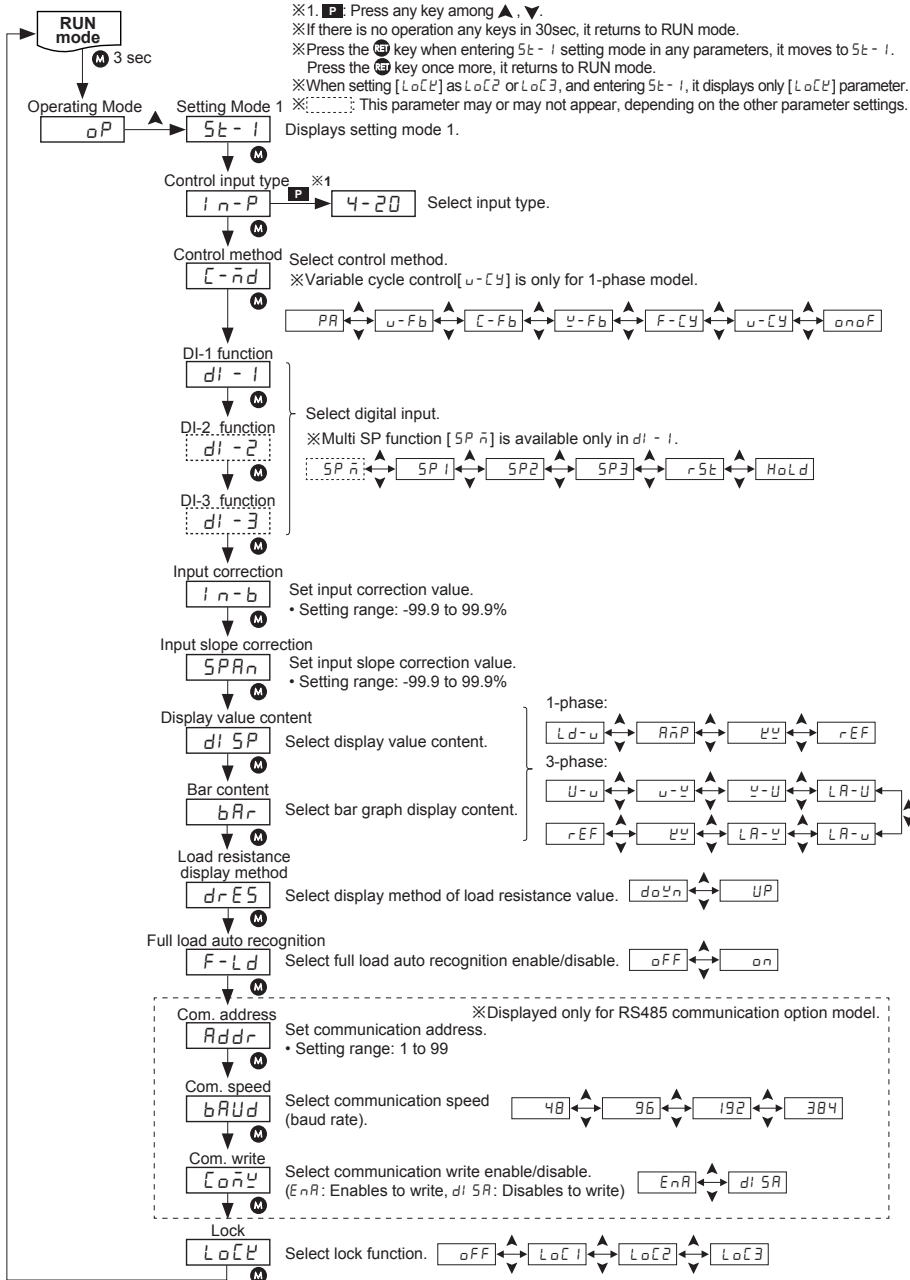 RUN
mode
M 3 sec
※1. P: Press any key among ▲, ▼.
※If there is no operation any keys in 30sec, it returns to RUN mode.
※Press the RET key when entering St-1 setting mode in any parameters, it moves to St-1.
Press the RET key once more, it returns to RUN mode.
※When setting [LoCK] as LoC2 or LoC3, and entering St-1, it displays only [LoCK] parameter.
※ : This parameter may or may not appear, depending on the other parameter settings.
Operating Mode
oP
Setting Mode 1
St-1
Displays setting mode 1.
M
Control input type ※1
In-P P 4-20 Select input type.
M
Control method
C-md
Select control method.
※Variable cycle control[u-CY] is only for 1-phase model.
M
PA u-Fb C-Fb W-Fb F-CY u-CY onoF
DI-1 function
dI-1
M
DI-2 function
dI-2
M
DI-3 function
dI-3
M
Select digital input.
※Multi SP function [SP m] is available only in dI-1.
SP m SP1 SP2 SP3 rSt HoLd
Input correction
In-b
Set input correction value.
• Setting range: -99.9 to 99.9%
M
Input slope correction
SPAn
Set input slope correction value.
• Setting range: -99.9 to 99.9%
M
Display value content
dISP
Select display value content.
M
Bar content
bAr
Select bar graph display content.
M
1-phase:
Ld-u AmP KW rEF
3-phase:
U-u u-W W-U LA-U
rEF KW LA-W LA-u
Load resistance
display method
drES
Select display method of load resistance value. doWn UP
M
Full load auto recognition
F-Ld
Select full load auto recognition enable/disable. oFF on
M
※Displayed only for RS485 communication option model.
Com. address
Addr
Set communication address.
• Setting range: 1 to 99
M
Com. speed
bAUd
Select communication speed
(baud rate).
48 96 192 384
M
Com. write
ComW
Select communication write enable/disable.
(EnA: Enables to write, dISA: Disables to write)
EnA dISA
M
Lock
LoCK
Select lock function. oFF LoC1 LoC2 LoC3
M